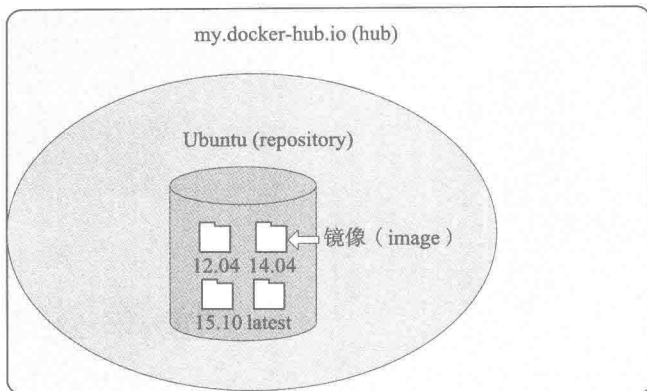 my.docker-hub.io (hub)
Ubuntu (repository)
镜像（image）
12.04 14.04
15.10 latest